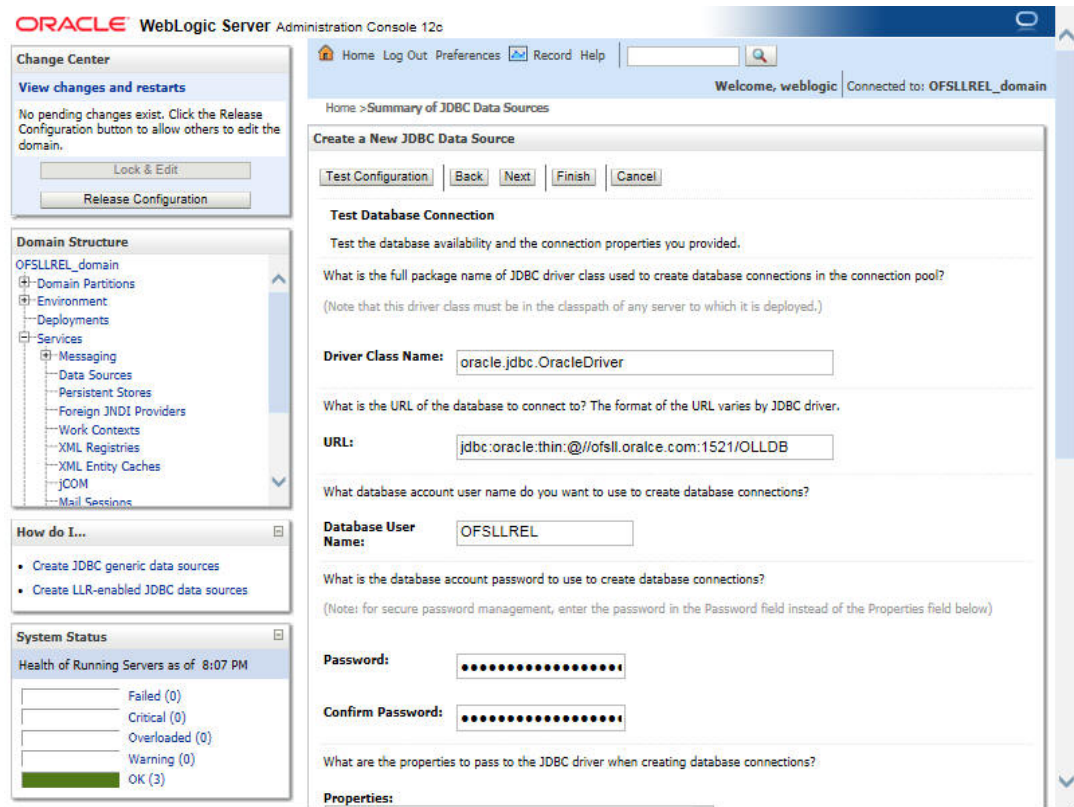 ORACLE WebLogic Server Administration Console 12c
Change Center
View changes and restarts
No pending changes exist. Click the Release
Configuration button to allow others to edit the
domain.
Lock & Edit
Release Configuration
Domain Structure
OFSLLREL_domain
Domain Partitions
Environment
Deployments
Services
Messaging
Data Sources
Persistent Stores
Foreign JNDI Providers
Work Contexts
XML Registries
XML Entity Caches
jCOM
Mail Sessions
How do I...
Create JDBC generic data sources
Create LLR-enabled JDBC data sources
System Status
Health of Running Servers as of 8:07 PM
Failed (0)
Critical (0)
Overloaded (0)
Warning (0)
OK (3)
Home Log Out Preferences Record Help
Welcome, weblogic Connected to: OFSLLREL_domain
Home >Summary of JDBC Data Sources
Create a New JDBC Data Source
Test Configuration Back Next Finish Cancel
Test Database Connection
Test the database availability and the connection properties you provided.
What is the full package name of JDBC driver class used to create database connections in the connection pool?
(Note that this driver class must be in the classpath of any server to which it is deployed.)
Driver Class Name: oracle.jdbc.OracleDriver
What is the URL of the database to connect to? The format of the URL varies by JDBC driver.
URL: jdbc:oracle:thin:@//ofsll.oralce.com:1521/OLLDB
What database account user name do you want to use to create database connections?
Database User
Name: OFSLLREL
What is the database account password to use to create database connections?
(Note: for secure password management, enter the password in the Password field instead of the Properties field below)
Password: ••••••••••••••••••
Confirm Password: ••••••••••••••••••
What are the properties to pass to the JDBC driver when creating database connections?
Properties: